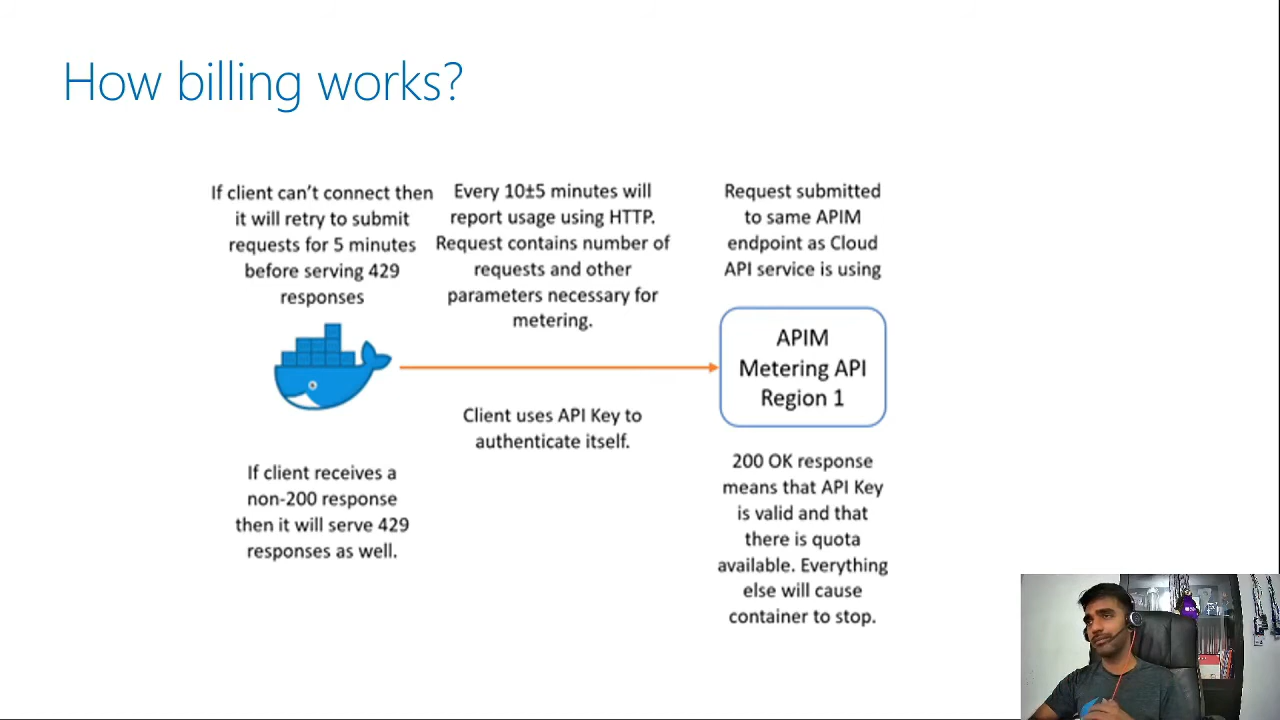 How billing works?
If client can't connect then
it will retry to submit
requests for 5 minutes
before serving 429
responses
Every 10±5 minutes will
report usage using HTTP.
Request contains number of
requests and other
parameters necessary for
metering.
Request submitted
to same APIM
endpoint as Cloud
API service is using
APIM
Metering API
Region 1
Client uses API Key to
authenticate itself.
If client receives a
non-200 response
then it will serve 429
responses as well.
200 OK response
means that API Key
is valid and that
there is quota
available. Everything
else will cause
container to stop.